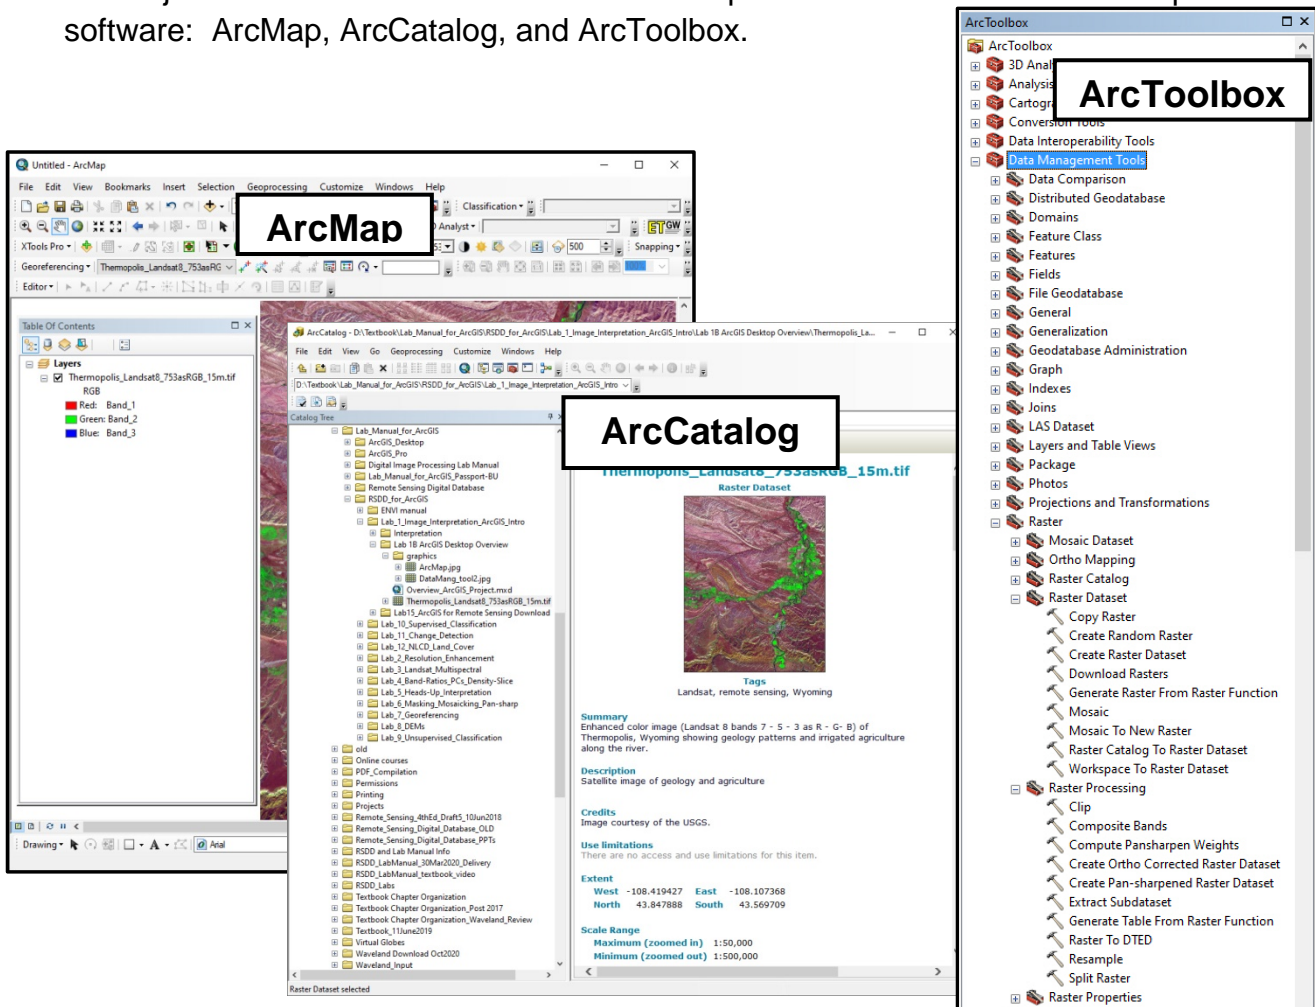 software:  ArcMap, ArcCatalog, and ArcToolbox.
ArcToolbox
ArcToolbox
3D Anal
Analysis
Cartogr
Conversion Tools
Data Interoperability Tools
Data Management Tools
Data Comparison
Distributed Geodatabase
Domains
Feature Class
Features
Fields
File Geodatabase
General
Generalization
Geodatabase Administration
Graph
Indexes
Joins
LAS Dataset
Layers and Table Views
Package
Photos
Projections and Transformations
Raster
Mosaic Dataset
Ortho Mapping
Raster Catalog
Raster Dataset
Copy Raster
Create Random Raster
Create Raster Dataset
Download Rasters
Generate Raster From Raster Function
Mosaic
Mosaic To New Raster
Raster Catalog To Raster Dataset
Workspace To Raster Dataset
Raster Processing
Clip
Composite Bands
Compute Pansharpen Weights
Create Ortho Corrected Raster Dataset
Create Pan-sharpened Raster Dataset
Extract Subdataset
Generate Table From Raster Function
Raster To DTED
Resample
Split Raster
Raster Properties
ArcToolbox
Untitled - ArcMap
File Edit View Bookmarks Insert Selection Geoprocessing Customize Windows Help
Classification
ArcMap
Analyst
ETGW
XTools Pro
500
Snapping
Georeferencing Thermopolis_Landsat8_753asRG
Editor
Table Of Contents
Layers
Thermopolis_Landsat8_753asRGB_15m.tif
RGB
Red: Band_1
Green: Band_2
Blue: Band_3
Drawing A Arial
ArcCatalog - D:\Textbook\Lab_Manual_for_ArcGIS\RSDD_for_ArcGIS\Lab_1_Image_Interpretation_ArcGIS_Intro\Lab 1B ArcGIS Desktop Overview\Thermopolis_La...
File Edit View Go Geoprocessing Customize Windows Help
D:\Textbook\Lab_Manual_for_ArcGIS\RSDD_for_ArcGIS\Lab_1_Image_Interpretation_ArcGIS_Intro
ArcCatalog
Catalog Tree
Lab_Manual_for_ArcGIS
ArcGIS_Desktop
ArcGIS_Pro
Digital Image Processing Lab Manual
Lab_Manual_for_ArcGIS_Passport-BU
Remote Sensing Digital Database
RSDD_for_ArcGIS
ENVI manual
Lab_1_Image_Interpretation_ArcGIS_Intro
Interpretation
Lab 1B ArcGIS Desktop Overview
graphics
ArcMap.jpg
DataMang_tool2.jpg
Overview_ArcGIS_Project.mxd
Thermopolis_Landsat8_753asRGB_15m.tif
Lab15_ArcGIS for Remote Sensing Download
Lab_10_Supervised_Classification
Lab_11_Change_Detection
Lab_12_NLCD_Land_Cover
Lab_2_Resolution_Enhancement
Lab_3_Landsat_Multispectral
Lab_4_Band-Ratios_PCs_Density-Slice
Lab_5_Heads-Up_Interpretation
Lab_6_Masking_Mosaicking_Pan-sharp
Lab_7_Georeferencing
Lab_8_DEMs
Lab_9_Unsupervised_Classification
old
Online courses
PDF_Compilation
Permissions
Printing
Projects
Remote_Sensing_4thEd_Draft5_10Jun2018
Remote_Sensing_Digital_Database_OLD
Remote_Sensing_Digital_Database_PPTs
RSDD and Lab Manual Info
RSDD_LabManual_30Mar2020_Delivery
RSDD_LabManual_textbook_video
RSDD_Labs
Textbook Chapter Organization
Textbook Chapter Organization_Post 2017
Textbook Chapter Organization_Waveland_Review
Textbook_11June2019
Virtual Globes
Waveland Download Oct2020
Waveland_Input
Raster Dataset selected
Thermopolis_Landsat8_753asRGB_15m.tif
Raster Dataset
Tags
Landsat, remote sensing, Wyoming
Summary
Enhanced color image (Landsat 8 bands 7 - 5 - 3 as R - G- B) of
Thermopolis, Wyoming showing geology patterns and irrigated agriculture
along the river.
Description
Satellite image of geology and agriculture
Credits
Image courtesy of the USGS.
Use limitations
There are no access and use limitations for this item.
Extent
West -108.419427 East -108.107368
North 43.847888 South 43.569709
Scale Range
Maximum (zoomed in) 1:50,000
Minimum (zoomed out) 1:500,000